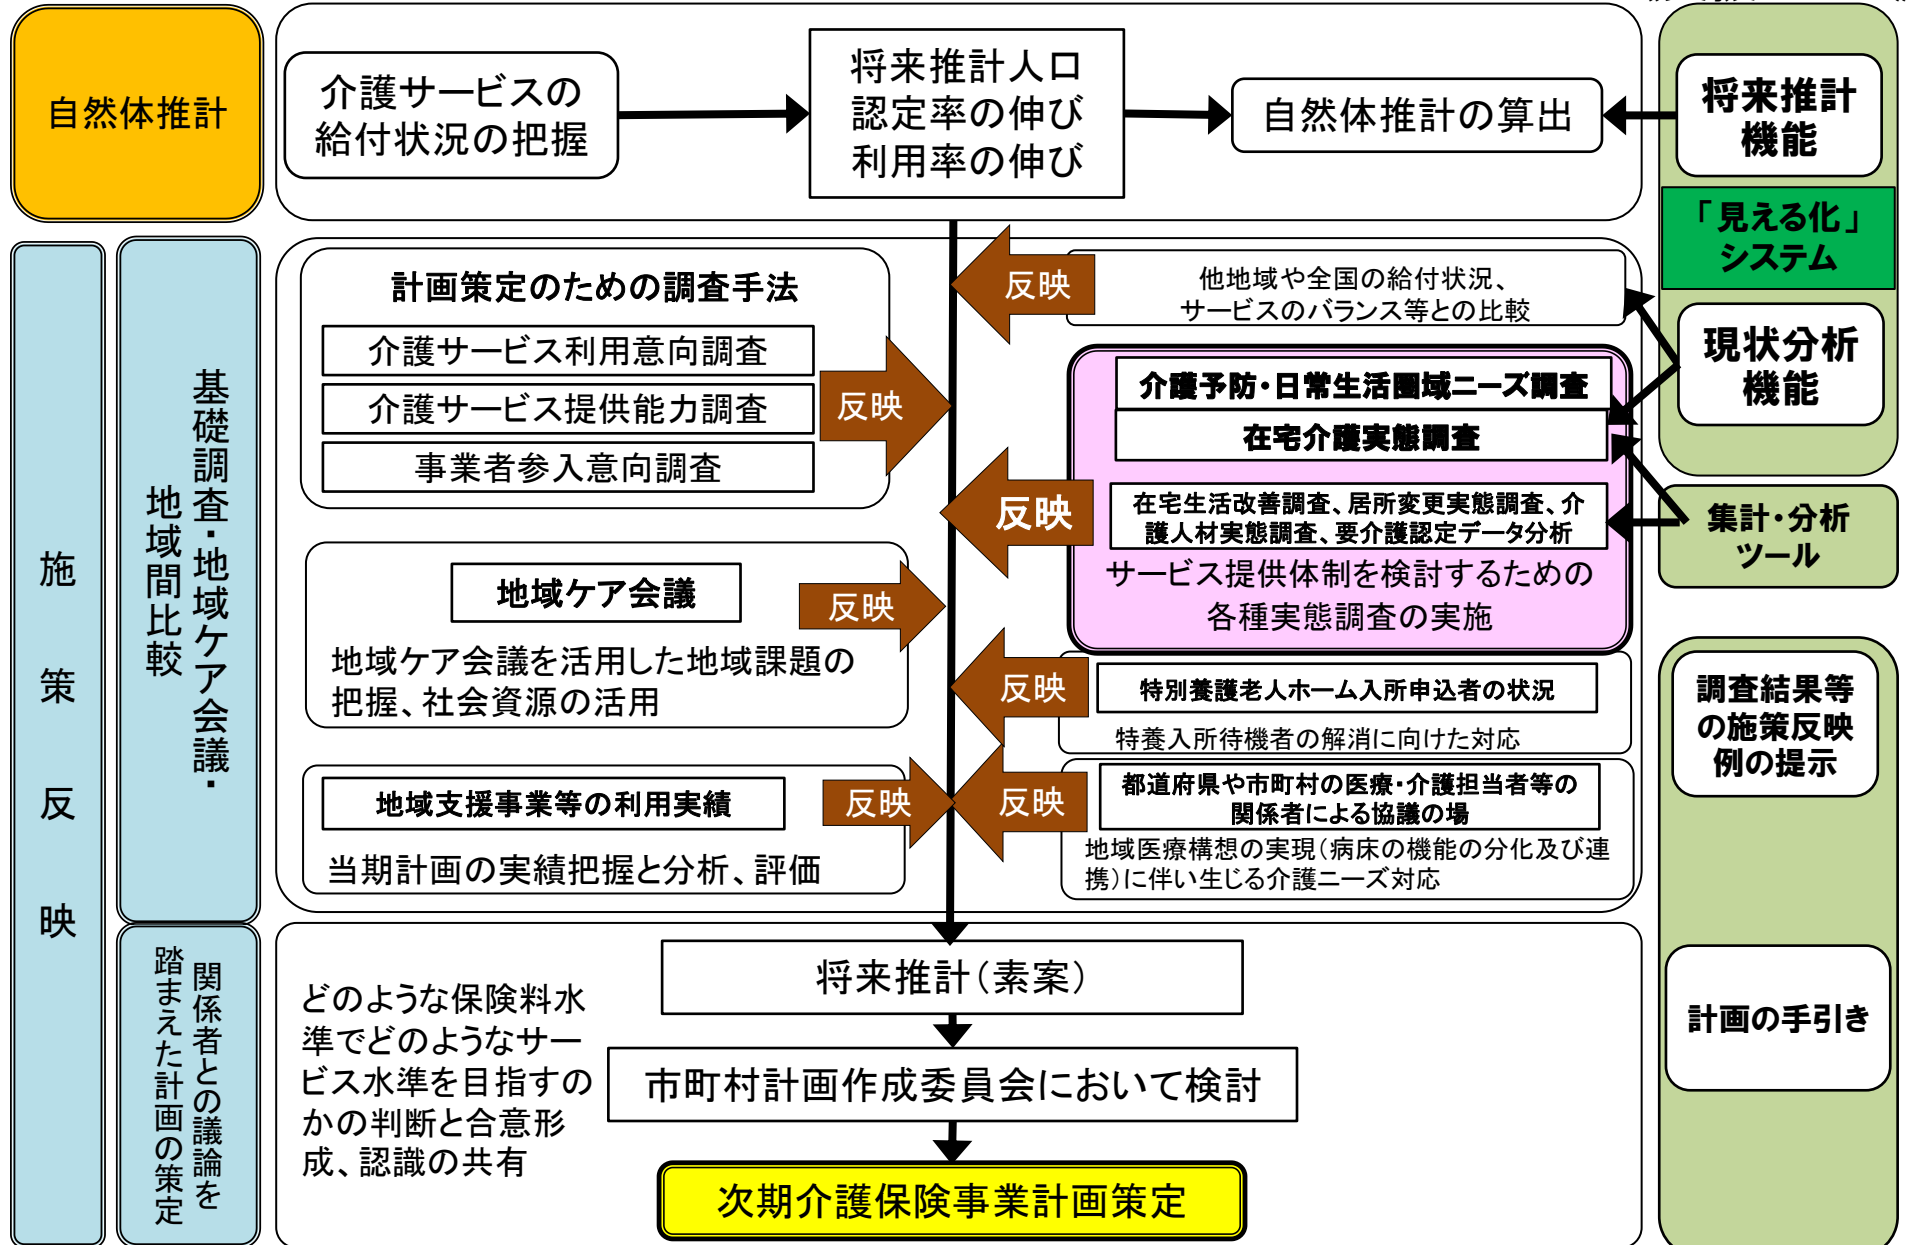 自然体推計
介護サービスの
給付状況の把握
将来推計人口
認定率の伸び
利用率の伸び
自然体推計の算出
将来推計
機能
「見える化」
システム
現状分析
機能
施策反映
基礎調査・地域ケア会議・
地域間比較
計画策定のための調査手法
介護サービス利用意向調査
介護サービス提供能力調査
事業者参入意向調査
反映
反映
他地域や全国の給付状況、
サービスのバランス等との比較
介護予防・日常生活圏域ニーズ調査
在宅介護実態調査
反映
在宅生活改善調査、居所変更実態調査、介
護人材実態調査、要介護認定データ分析
サービス提供体制を検討するための
各種実態調査の実施
集計・分析
ツール
地域ケア会議
反映
地域ケア会議を活用した地域課題の
把握、社会資源の活用
反映
特別養護老人ホーム入所申込者の状況
特養入所待機者の解消に向けた対応
調査結果等
の施策反映
例の提示
地域支援事業等の利用実績
反映
当期計画の実績把握と分析、評価
反映
都道府県や市町村の医療・介護担当者等の
関係者による協議の場
地域医療構想の実現（病床の機能の分化及び連
携）に伴い生じる介護ニーズ対応
関係者との議論を
踏まえた計画の策定
どのような保険料水
準でどのようなサー
ビス水準を目指すの
かの判断と合意形
成、認識の共有
将来推計（素案）
市町村計画作成委員会において検討
次期介護保険事業計画策定
計画の手引き